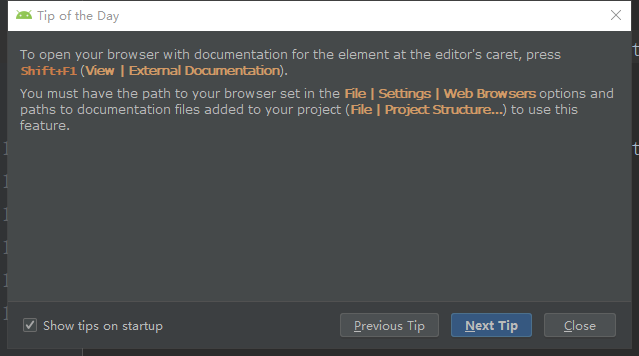 Tip of the Day
To open your browser with documentation for the element at the editor's caret, press
Shift+F1 (View | External Documentation).
You must have the path to your browser set in the File | Settings | Web Browsers options and
paths to documentation files added to your project (File | Project Structure...) to use this
feature.
Show tips on startup
Previous Tip
Next Tip
Close